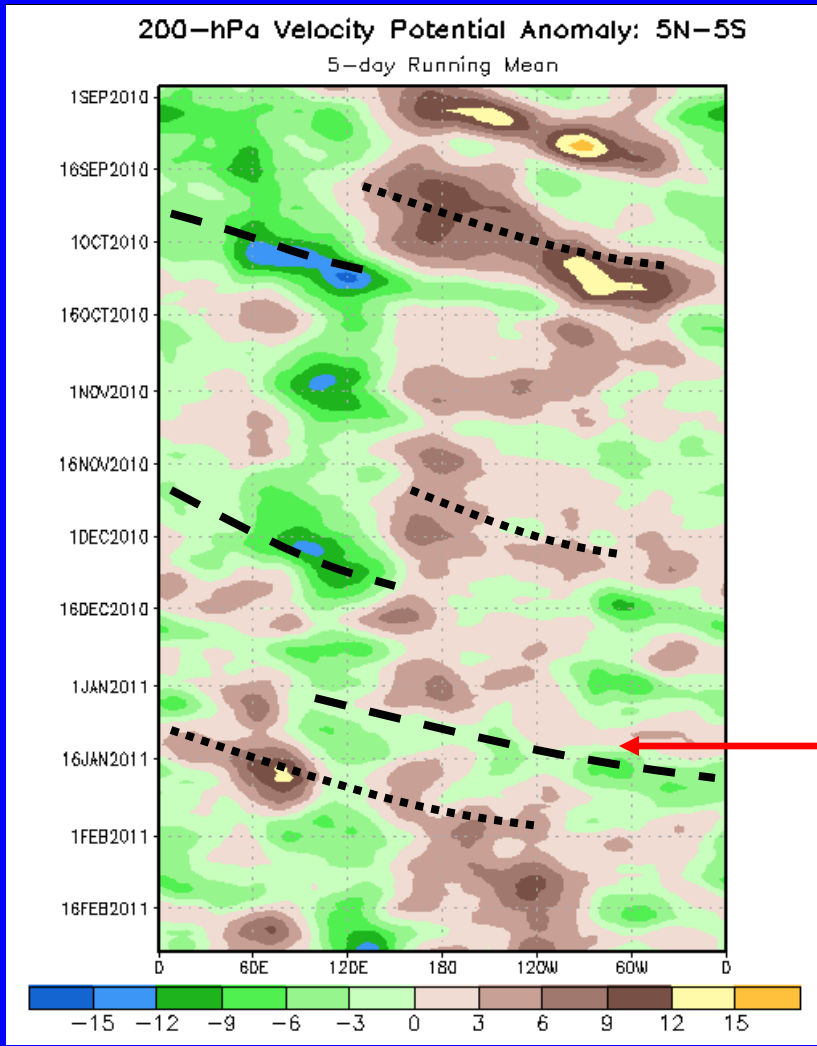 200-hPa Velocity Potential Anomaly: 5N-5S
5-day Running Mean
1SEP2010
16SEP2010
1OCT2010
16OCT2010
1NOV2010
16NOV2010
1DEC2010
16DEC2010
1JAN2011
16JAN2011
1FEB2011
16FEB2011
0 60E 120E 180 120W 60W 0
-15 -12 -9 -6 -3 0 3 6 9 12 15